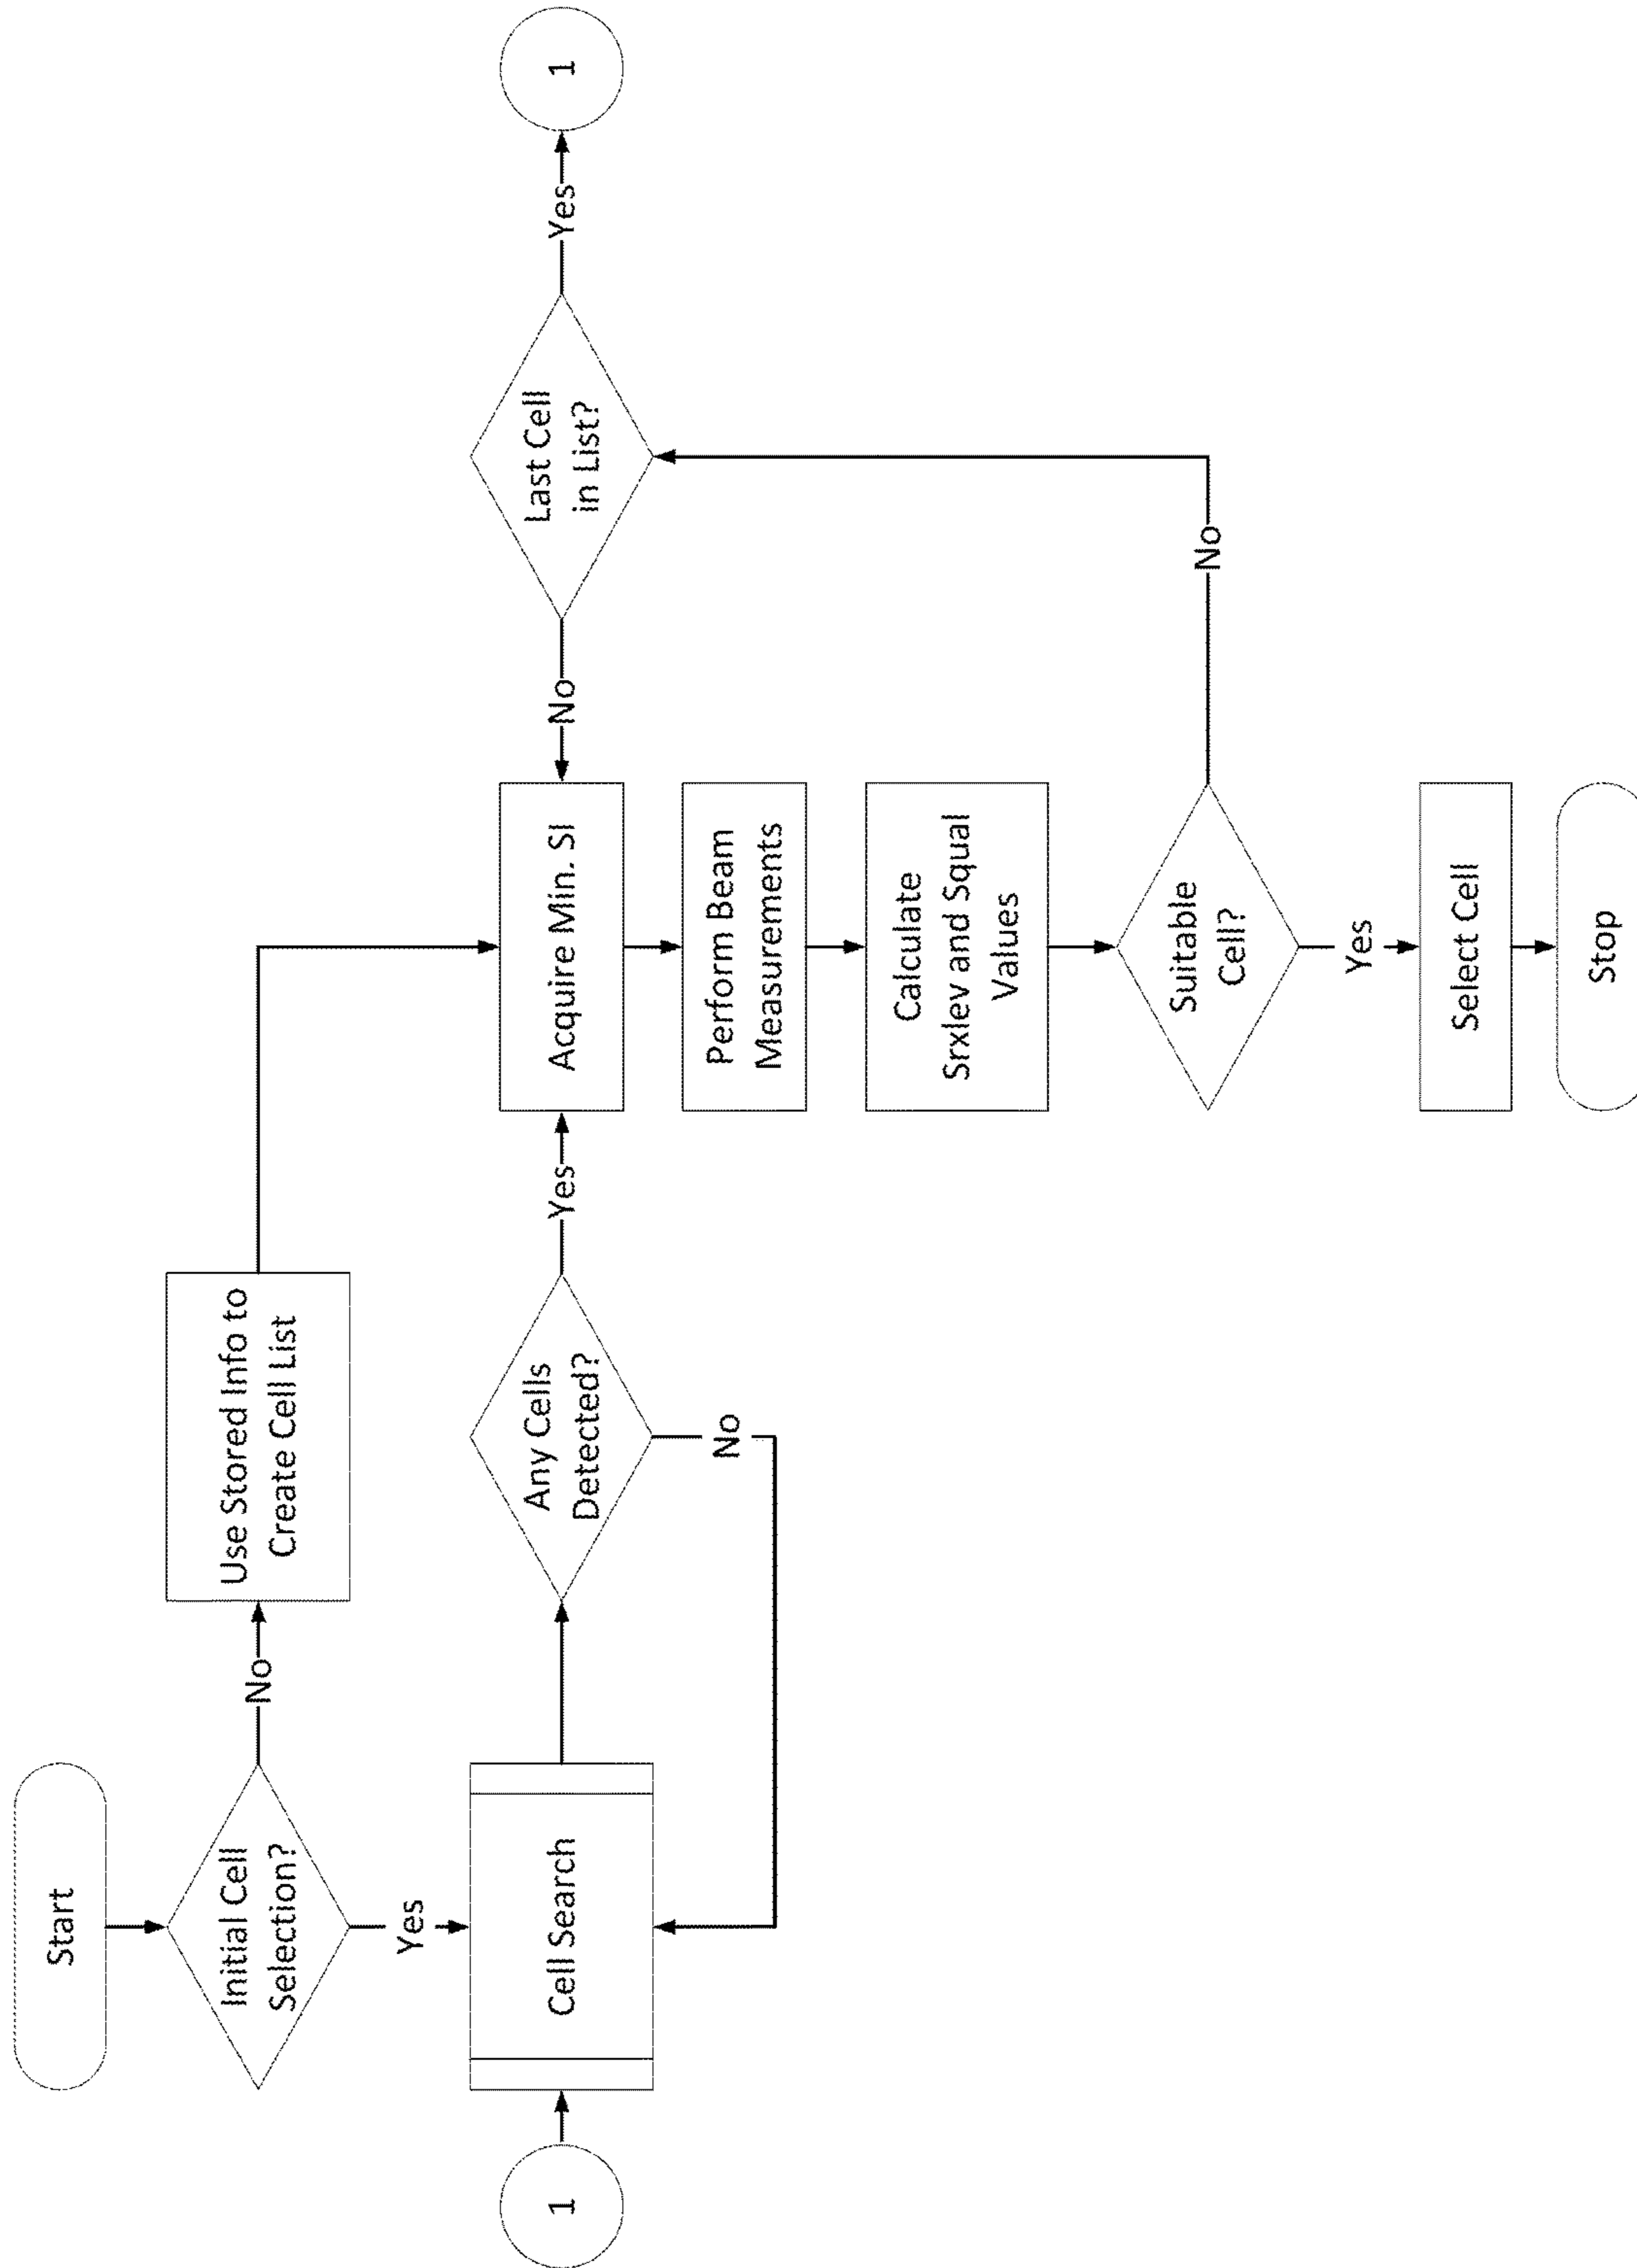 Start
Initial Cell
Selection?
No
Use Stored Info to
Create Cell List
Yes
1
Cell Search
Any Cells
Detected?
No
Yes
Acquire Min. SI
No
Last Cell
in List?
Yes
1
Perform Beam
Measurements
Calculate
Srxlev and Squal
Values
Suitable
Cell?
No
Yes
Select Cell
Stop